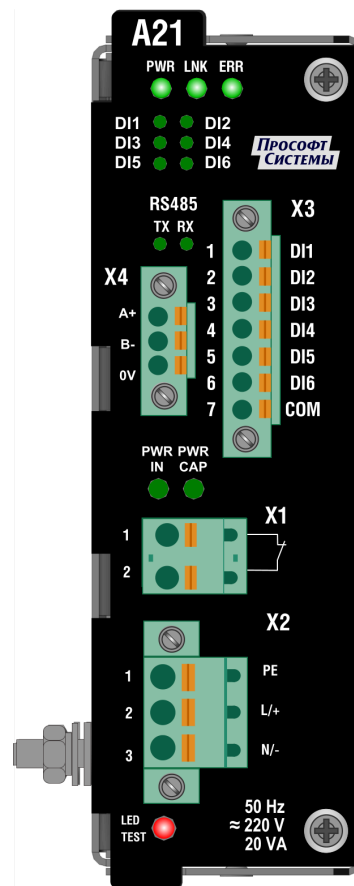 A21
PWR LNK ERR
DI1 DI2
DI3 DI4
DI5 DI6
ПРОСОФТ
СИСТЕМЫ
RS485
TX RX
X3
1 DI1
2 DI2
3 DI3
4 DI4
5 DI5
6 DI6
7 COM
X4
A+
B-
0V
PWR IN
PWR CAP
X1
1
2
X2
1 PE
2 L/+
3 N/-
LED
TEST
50 Hz
≂ 220 V
20 VA